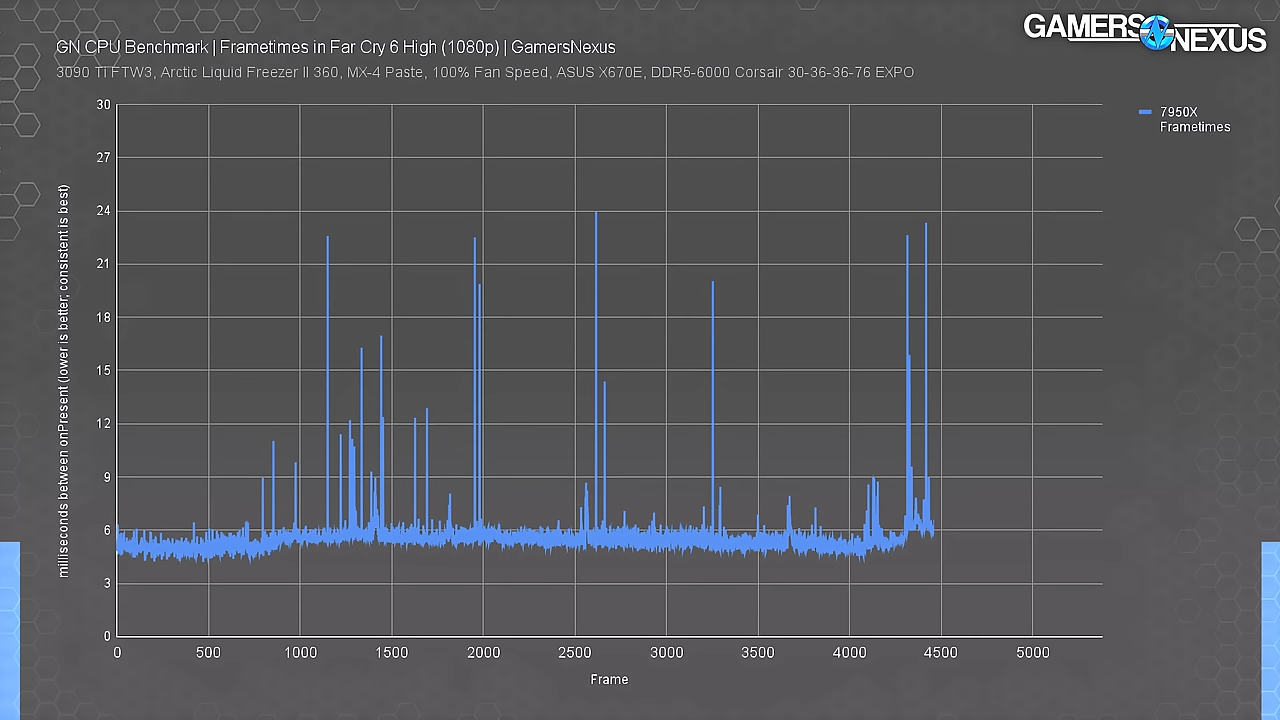 GAMERS NEXUS
GN CPU Benchmark | Frametimes in Far Cry 6 High (1080p) | GamersNexus
3090 Ti FTW3, Arctic Liquid Freezer II 360, MX-4 Paste, 100% Fan Speed, ASUS X670E, DDR5-6000 Corsair 30-36-36-76 EXPO
7950X
Frametimes
milliseconds between onPresent (lower is better; consistent is best)
30
27
24
21
18
15
12
9
6
3
0
0 500 1000 1500 2000 2500 3000 3500 4000 4500 5000
Frame